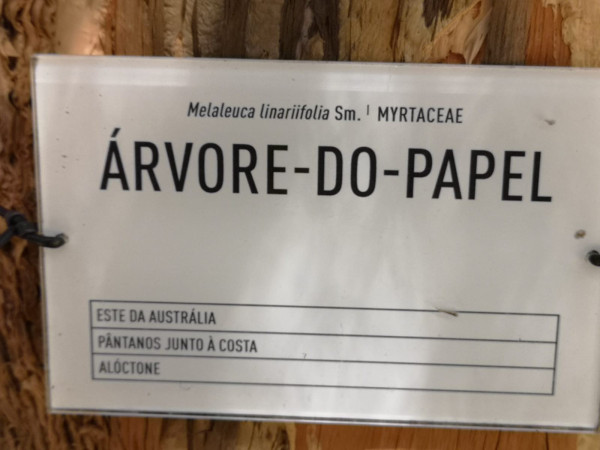 Melaleuca linariifolia Sm. | MYRTACEAE
ÁRVORE-DO-PAPEL
ESTE DA AUSTRÁLIA
PÂNTANOS JUNTO À COSTA
ALÓCTONE